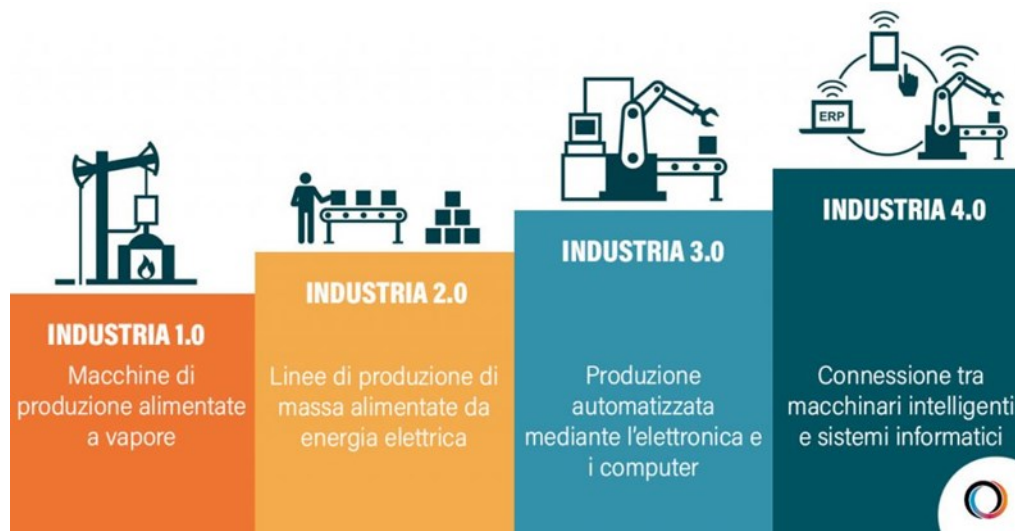 INDUSTRIA 1.0
Macchine di
produzione alimentate
a vapore
INDUSTRIA 2.0
Linee di produzione di
massa alimentate da
energia elettrica
INDUSTRIA 3.0
Produzione
automatizzata
mediante l'elettronica e
i computer
ERP
INDUSTRIA 4.0
Connessione tra
macchinari intelligenti
e sistemi informatici